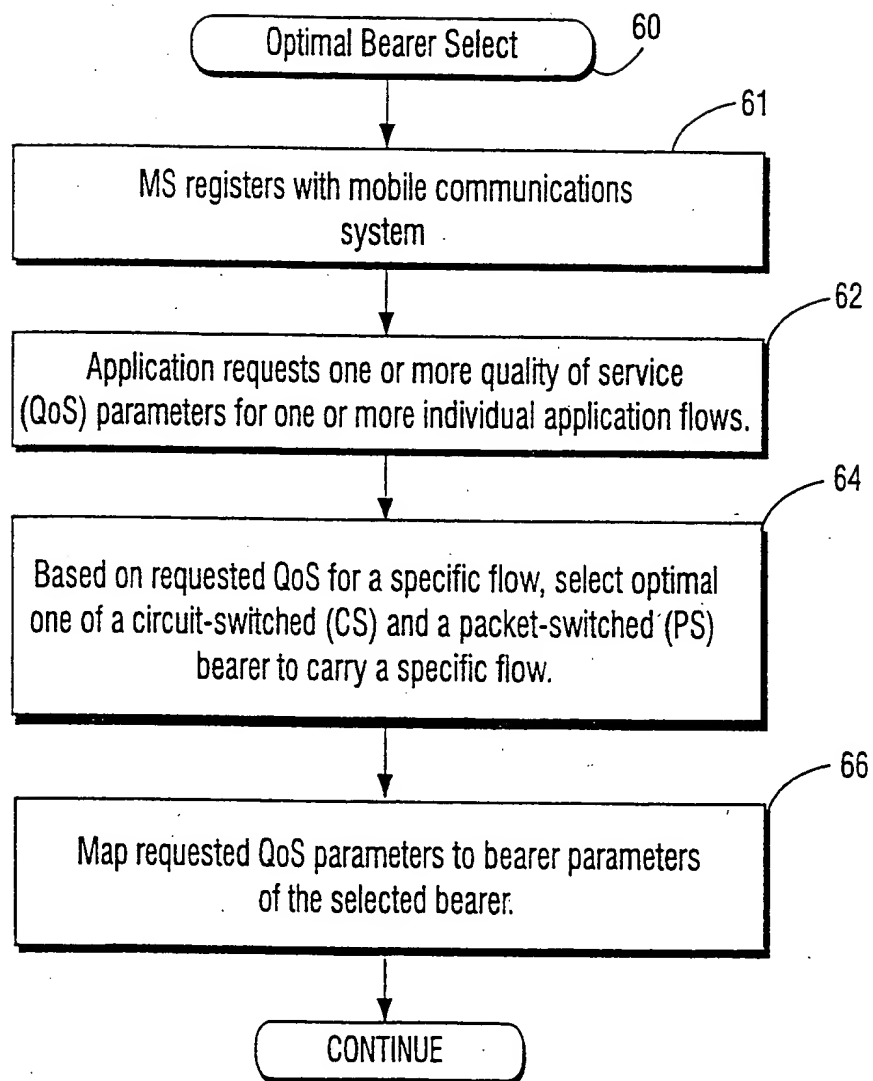 Optimal Bearer Select
60
61
MS registers with mobile communications
system
62
Application requests one or more quality of service
(QoS) parameters for one or more individual application flows.
64
Based on requested QoS for a specific flow, select optimal
one of a circuit-switched (CS) and a packet-switched (PS)
bearer to carry a specific flow.
66
Map requested QoS parameters to bearer parameters
of the selected bearer.
CONTINUE